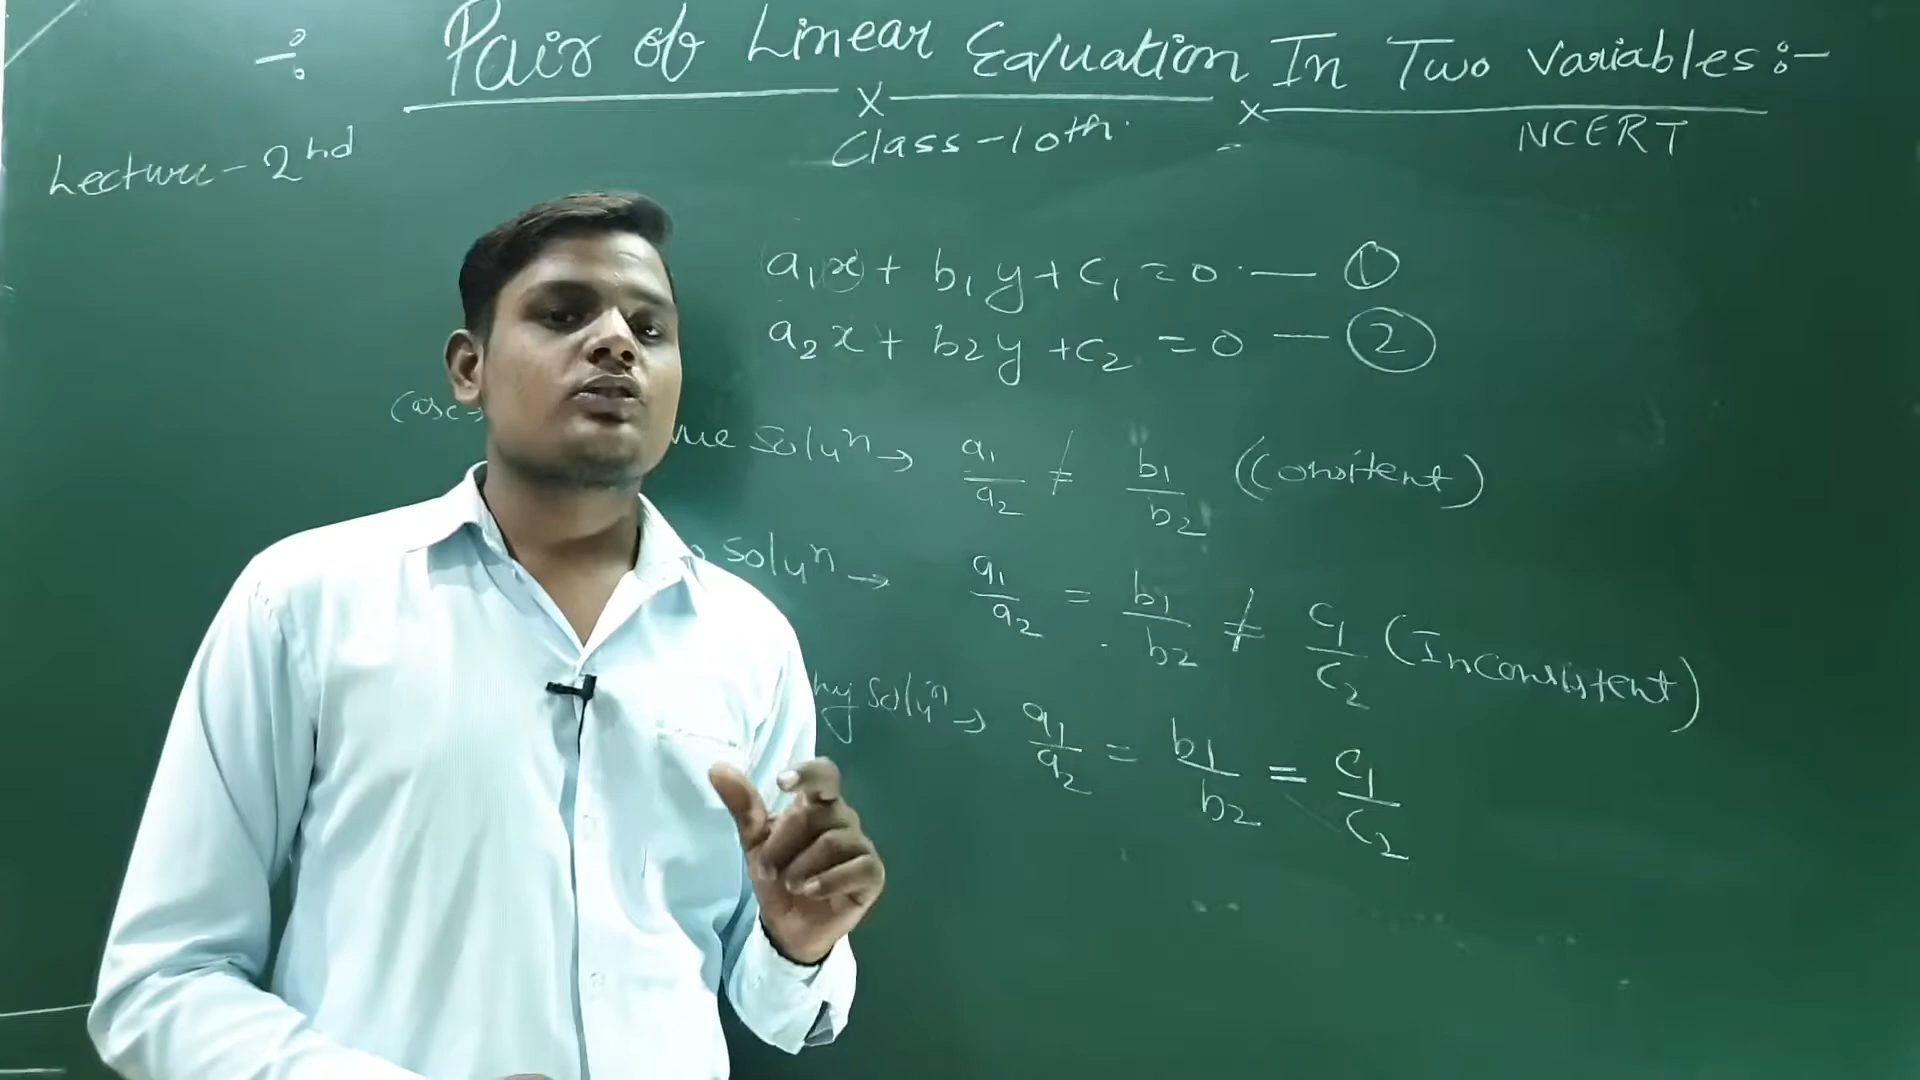 ÷ Pair of Linear Equation In Two Variables:-
Class-10th.
NCERT
Lecture-2nd
a₁x + b₁y + c₁ = 0 — ①
a₂x + b₂y + c₂ = 0 — ②
Case→
Soluⁿ → a₁/a₂ ≠ b₁/b₂ (Consitent)
Soluⁿ → a₁/a₂ = b₁/b₂ ≠ c₁/c₂ (Inconsistent)
Soluⁿ → a₁/a₂ = b₁/b₂ = c₁/c₂